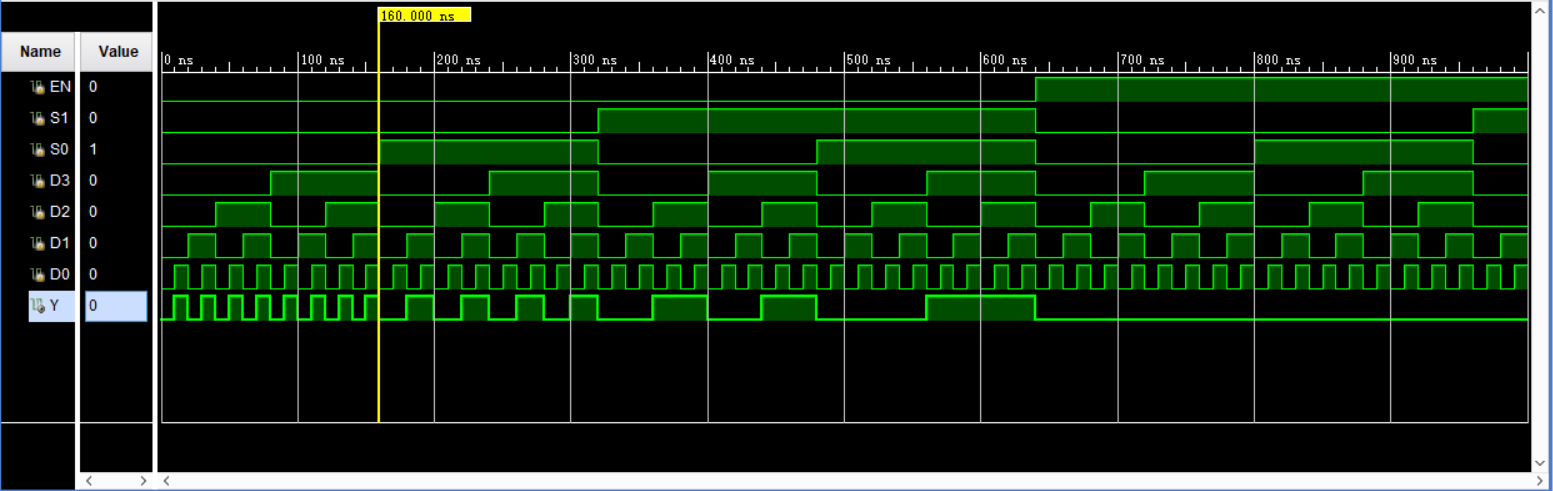 160.000 ns
Name Value
0 ns 100 ns 200 ns 300 ns 400 ns 500 ns 600 ns 700 ns 800 ns 900 ns
EN 0
S1 0
S0 1
D3 0
D2 0
D1 0
D0 0
Y 0